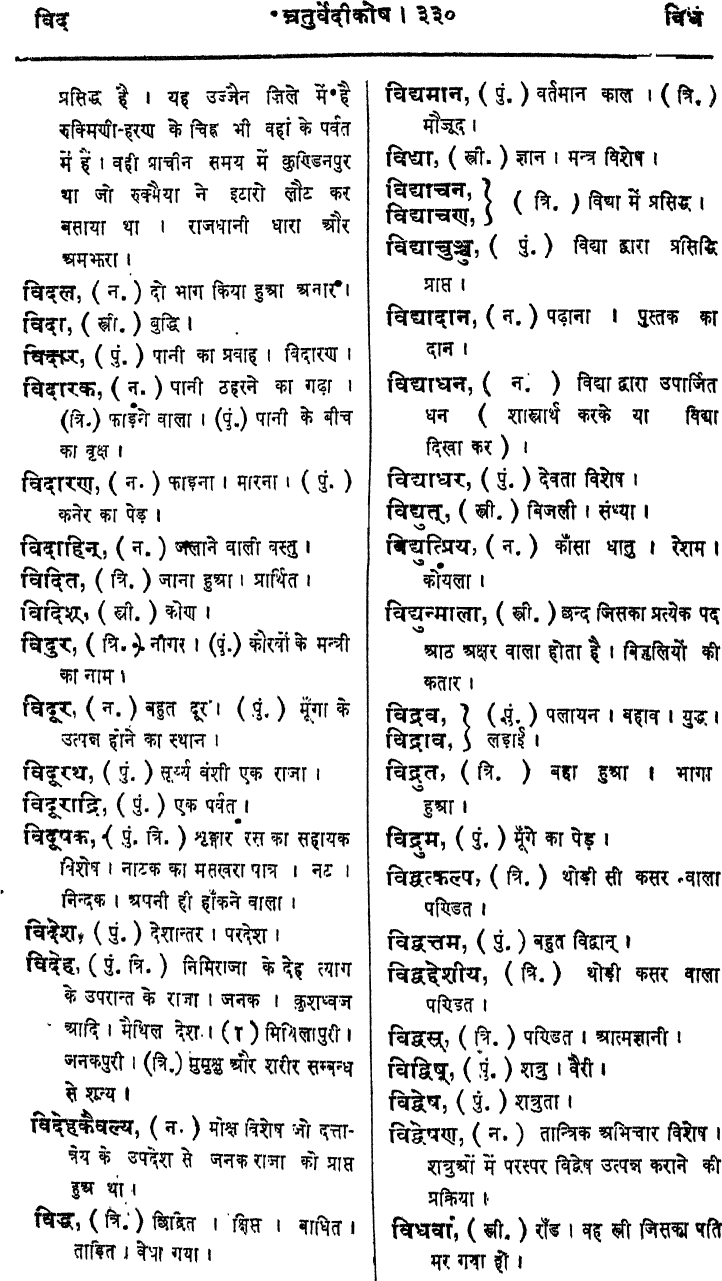 विद
चतुर्वेदीकोष । ३३०
विधं
प्रसिद्ध है । यह उज्जैन ज़िले में है
रुक्मिणी-हरण के चिह्न भी वहां के पर्वत
में हैं । वही प्राचीन समय में कुण्डिनपुर
था जो रुक्मैया ने इटारो लौट कर
बसाया था । राजधानी धारा और
अमझरा ।
विदल, ( न. ) दो भाग किया हुआ अनार ।
विदा, ( स्त्री. ) बुद्धि ।
विदार, ( पुं. ) पानी का प्रवाह । विदारण ।
विदारक, ( न. ) पानी ठहरने का गढ़ा ।
(त्रि.) फाड़ने वाला । (पुं.) पानी के बीच
का वृक्ष ।
विदारण, ( न. ) फाड़ना । मारना । ( पुं. )
कनेर का पेड़ ।
विदाहिन्, ( न. ) जलाने वाली वस्तु ।
विदित, ( त्रि. ) जाना हुआ । प्रार्थित ।
विदिश्, ( स्त्री. ) कोण ।
विदुर, ( त्रि. ) नागर । (पुं.) कौरवों के मन्त्री
का नाम ।
विदूर, ( न. ) बहुत दूर । ( पुं. ) मूँगा के
उत्पन्न होने का स्थान ।
विदूरथ, ( पुं. ) सूर्य्य वंशी एक राजा ।
विदूराद्रि, ( पुं. ) एक पर्वत ।
विदूषक, ( पुं. त्रि. ) शृङ्गार रस का सहायक
विशेष । नाटक का मसखरा पात्र । नट ।
निन्दक । अपनी ही हाँकने वाला ।
विदेश, ( पुं. ) देशान्तर । परदेश ।
विदेह, ( पुं. त्रि. ) निमिराजा के देह त्याग
के उपरान्त के राजा । जनक । कुशध्वज
आदि । मैथिल देश । ( T ) मिथिलापुरी ।
जनकपुरी । (त्रि.) मुमुक्षु और शरीर सम्बन्ध
से शून्य ।
विदेहकैवल्य, ( न. ) मोक्ष विशेष जो दत्ता-
त्रेय के उपदेश से जनक राजा को प्राप्त
हुआ था ।
विद्ध, ( त्रि. ) छिद्रित । क्षिप्त । बाधित ।
ताड़ित । वेधा गया ।
विद्यमान, ( पुं. ) वर्तमान काल । ( त्रि. )
मौजूद ।
विद्या, ( स्त्री. ) ज्ञान । मन्त्र विशेष ।
विद्याचन, }
विद्याचण, } ( त्रि. ) विद्या में प्रसिद्ध ।
विद्याचुञ्चु, ( पुं. ) विद्या द्वारा प्रसिद्धि
प्राप्त ।
विद्यादान, ( न. ) पढ़ाना । पुस्तक का
दान ।
विद्याधन, ( न. ) विद्या द्वारा उपार्जित
धन ( शास्त्रार्थ करके या विद्या
दिखा कर ) ।
विद्याधर, ( पुं. ) देवता विशेष ।
विद्युत्, ( स्त्री. ) बिजली । संध्या ।
विद्युत्प्रिय, ( न. ) काँसा धातु । रेशम ।
कोयला ।
विद्युन्माला, ( स्त्री. ) छन्द जिसका प्रत्येक पद
आठ अक्षर वाला होता है । बिजुलियों की
कतार ।
विद्रव, } ( पुं. ) पलायन । बहाव । युद्ध ।
विद्राव, } लड़ाई ।
विद्रुत, ( त्रि. ) बहा हुआ । भागा
हुआ ।
विद्रुम, ( पुं. ) मूँगे का पेड़ ।
विद्वत्कल्प, ( त्रि. ) थोड़ी सी कसर वाला
पण्डित ।
विद्वत्तम, ( पुं. ) बहुत विद्वान् ।
विद्वद्देशीय, ( त्रि. ) थोड़ी कसर वाला
पण्डित ।
विद्वस्, ( त्रि. ) पण्डित । आत्मज्ञानी ।
विद्विष्, ( पुं. ) शत्रु । वैरी ।
विद्वेष, ( पुं. ) शत्रुता ।
विद्वेषण, ( न. ) तान्त्रिक अभिचार विशेष ।
शत्रुओं में परस्पर विद्वेष उत्पन्न कराने की
प्रक्रिया ।
विधवा, ( स्त्री. ) राँड । वह स्त्री जिसका पति
मर गया हो ।